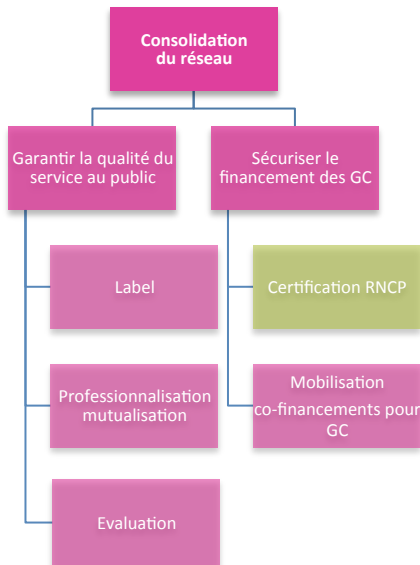 Consolidation
du réseau
Garantir la qualité du
service au public
Sécuriser le
financement des GC
Label
Certification RNCP
Professionnalisation
mutualisation
Mobilisation
co-financements pour
GC
Evaluation